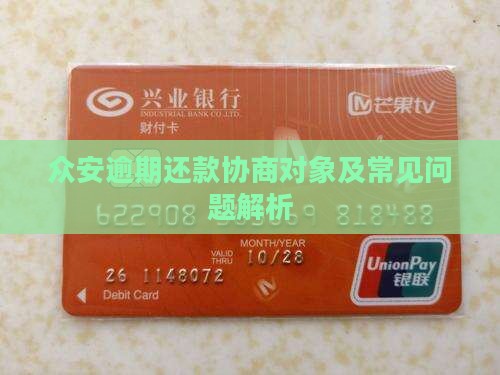 兴业银行
INDUSTRIAL BANK CO.,LTD.
财付卡
芒果tv
众安逾期还款协商对象及常见问
题解析
622908
818488
MONTH/YEAR
VALID
THRU
10/28
26 1148072
Debit Card
UnionPay
银联